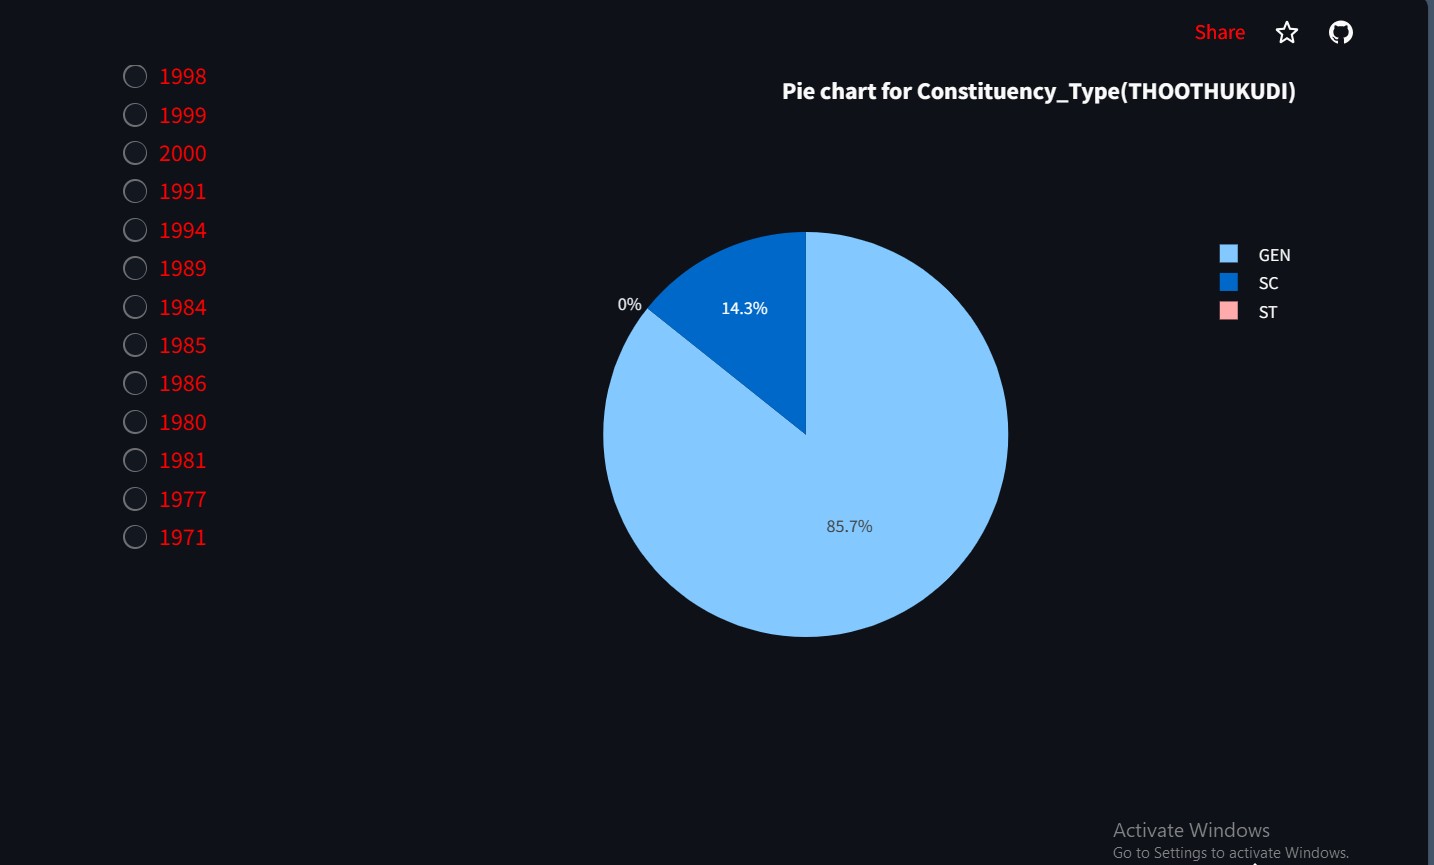 Share
1998
1999
2000
1991
1994
1989
1984
1985
1986
1980
1981
1977
1971
Pie chart for Constituency_Type(THOOTHUKUDI)
0%
14.3%
85.7%
GEN
SC
ST
Activate Windows
Go to Settings to activate Windows.